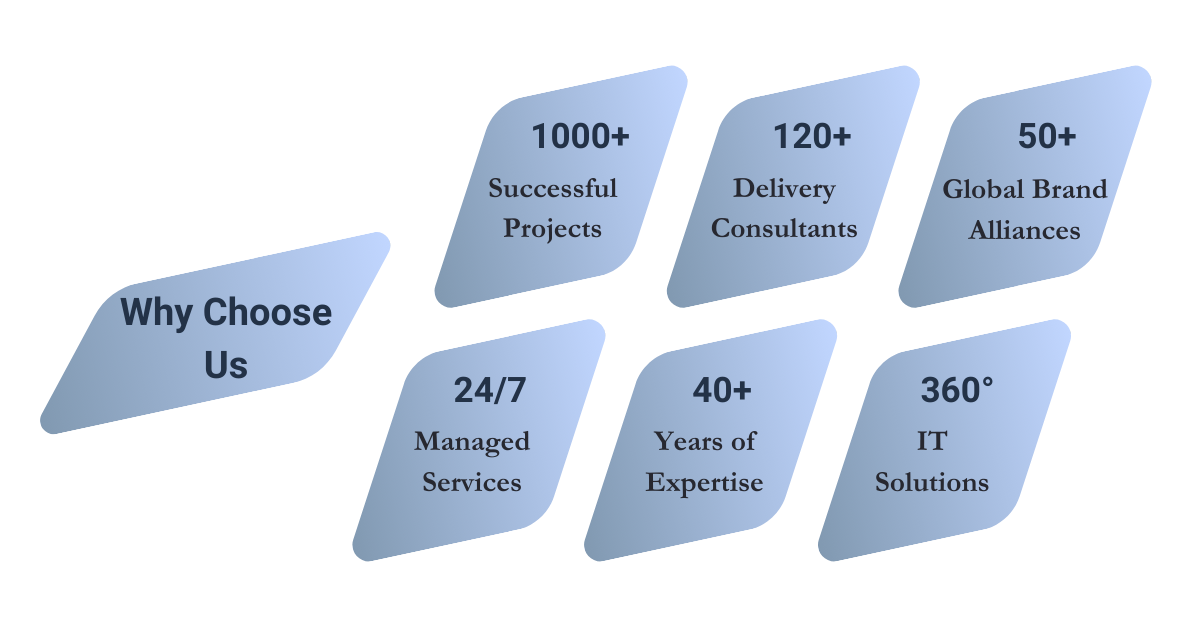 Why Choose
Us
1000+
Successful
Projects
120+
Delivery
Consultants
50+
Global Brand
Alliances
24/7
Managed
Services
40+
Years of
Expertise
360°
IT
Solutions